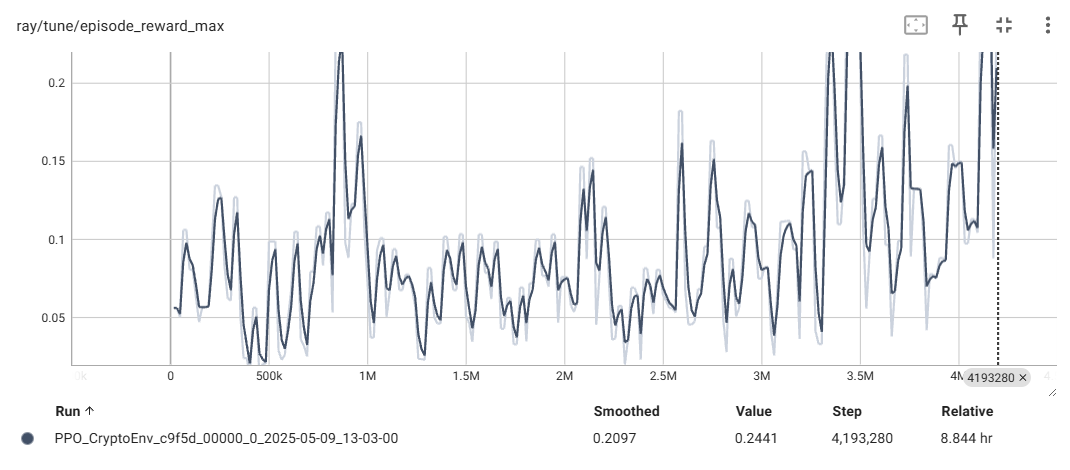 ray/tune/episode_reward_max
0.2
0.15
0.1
0.05
0 500k 1M 1.5M 2M 2.5M 3M 3.5M 4M 4193280 ×
Run ↑ Smoothed Value Step Relative
PPO_CryptoEnv_c9f5d_00000_0_2025-05-09_13-03-00 0.2097 0.2441 4,193,280 8.844 hr